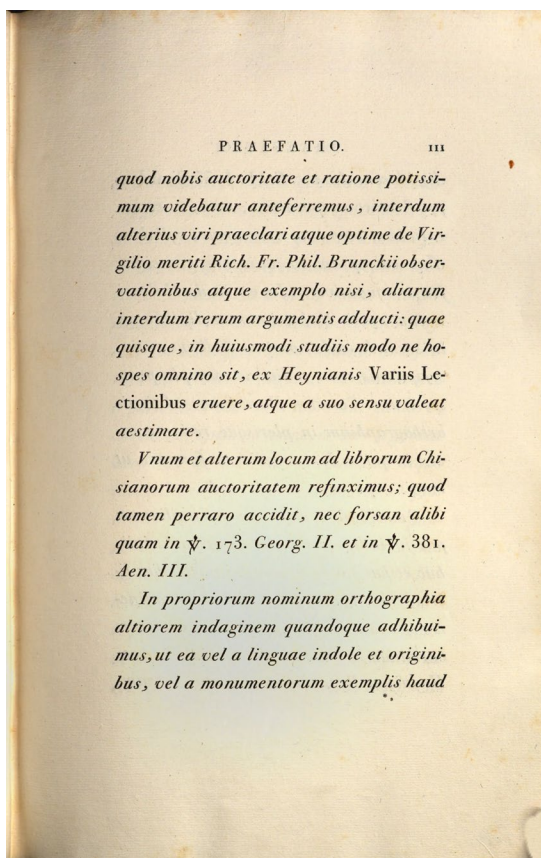 PRAEFATIO. III
quod nobis auctoritate et ratione potissi-
mum videbatur anteferremus, interdum
alterius viri praeclari atque optime de Vir-
gilio meriti Rich. Fr. Phil. Brunckii obser-
vationibus atque exemplo nisi, aliarum
interdum rerum argumentis adducti: quae
quisque, in huiusmodi studiis modo ne ho-
spes omnino sit, ex Heynianis Variis Le-
ctionibus eruere, atque a suo sensu valeat
aestimare.
Vnum et alterum locum ad librorum Chi-
sianorum auctoritatem refinximus; quod
tamen perraro accidit, nec forsan alibi
quam in ℣. 173. Georg. II. et in ℣. 381.
Aen. III.
In propriorum nominum orthographia
altiorem indaginem quandoque adhibui-
mus, ut ea vel a linguae indole et origini-
bus, vel a monumentorum exemplis haud